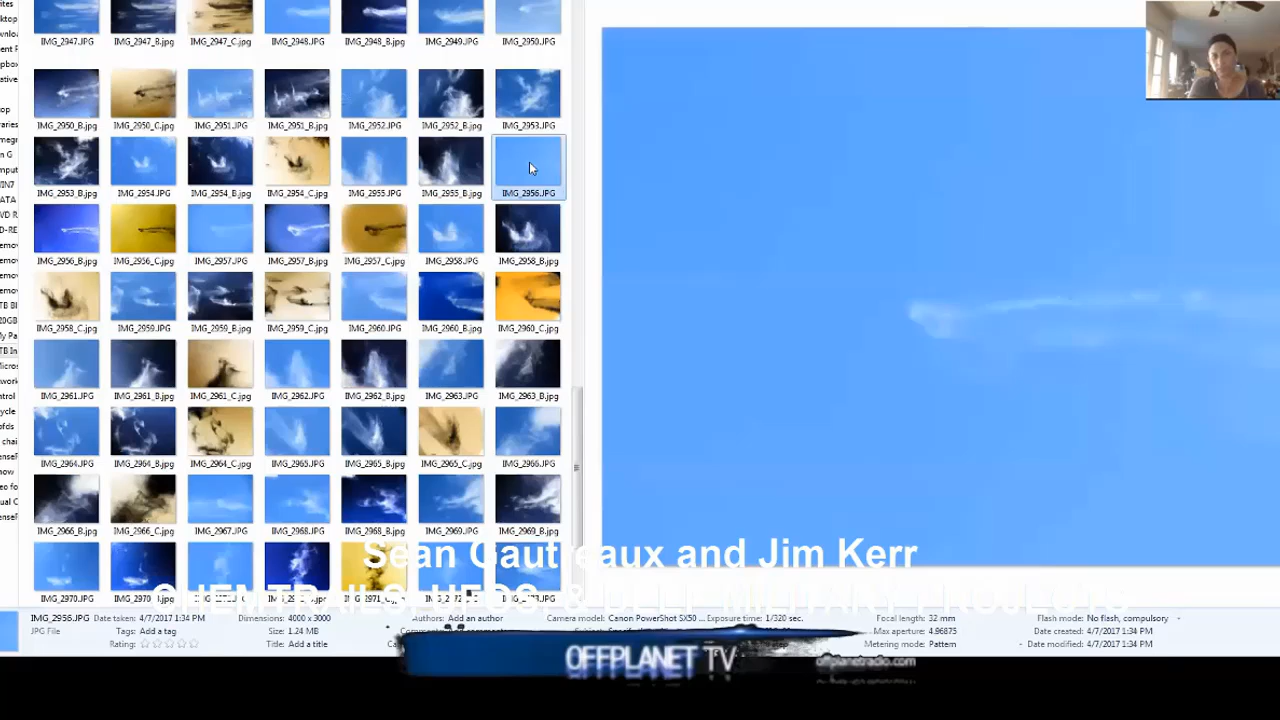 IMG_2947.JPG IMG_2947_B.jpg IMG_2947_C.jpg IMG_2948.JPG IMG_2948_B.jpg IMG_2949.JPG IMG_2950.JPG
IMG_2950_B.jpg IMG_2950_C.jpg IMG_2951.JPG IMG_2951_B.jpg IMG_2952.JPG IMG_2952_B.jpg IMG_2953.JPG
IMG_2953_B.jpg IMG_2954.JPG IMG_2954_B.jpg IMG_2954_C.jpg IMG_2955.JPG IMG_2955_B.jpg IMG_2956.JPG
IMG_2956_B.jpg IMG_2956_C.jpg IMG_2957.JPG IMG_2957_B.jpg IMG_2957_C.jpg IMG_2958.JPG IMG_2958_B.jpg
IMG_2958_C.jpg IMG_2959.JPG IMG_2959_B.jpg IMG_2959_C.jpg IMG_2960.JPG IMG_2960_B.jpg IMG_2960_C.jpg
IMG_2961.JPG IMG_2961_B.jpg IMG_2961_C.jpg IMG_2962.JPG IMG_2962_B.jpg IMG_2963.JPG IMG_2963_B.jpg
IMG_2964.JPG IMG_2964_B.jpg IMG_2964_C.jpg IMG_2965.JPG IMG_2965_B.jpg IMG_2965_C.jpg IMG_2966.JPG
IMG_2966_B.jpg IMG_2966_C.jpg IMG_2967.JPG IMG_2968.JPG IMG_2968_B.jpg IMG_2969.JPG IMG_2969_B.jpg
Sean Gautreaux and Jim Kerr
IMG_2970.JPG
CHEMTRAILS, UFOS, & DEEP MILITARY PROJECTS
IMG_2956.JPG Date taken: 4/7/2017 1:34 PM Dimensions: 4000 x 3000 Authors: Add an author Camera model: Canon PowerShot SX50 ... Exposure time: 1/320 sec. Focal length: 32 mm Flash mode: No flash, compulsory
JPG File Tags: Add a tag Size: 1.24 MB Max aperture: 4.96875 Date created: 4/7/2017 1:34 PM
Rating: Title: Add a title Metering mode: Pattern Date modified: 4/7/2017 1:34 PM
OFFPLANET TV offplanetradio.com